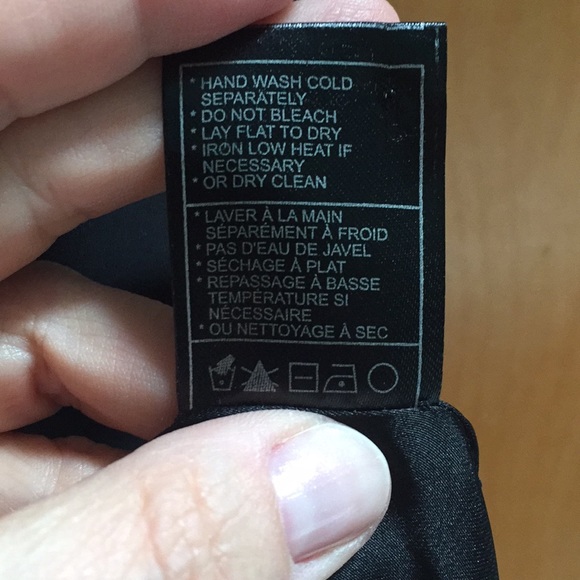 * HAND WASH COLD
SEPARATELY
* DO NOT BLEACH
* LAY FLAT TO DRY
* IRON LOW HEAT IF
NECESSARY
* OR DRY CLEAN
* LAVER À LA MAIN
SÉPARÉMENT À FROID
* PAS D'EAU DE JAVEL
* SÉCHAGE À PLAT
* REPASSAGE À BASSE
TEMPÉRATURE SI
NÉCESSAIRE
* OU NETTOYAGE À SEC